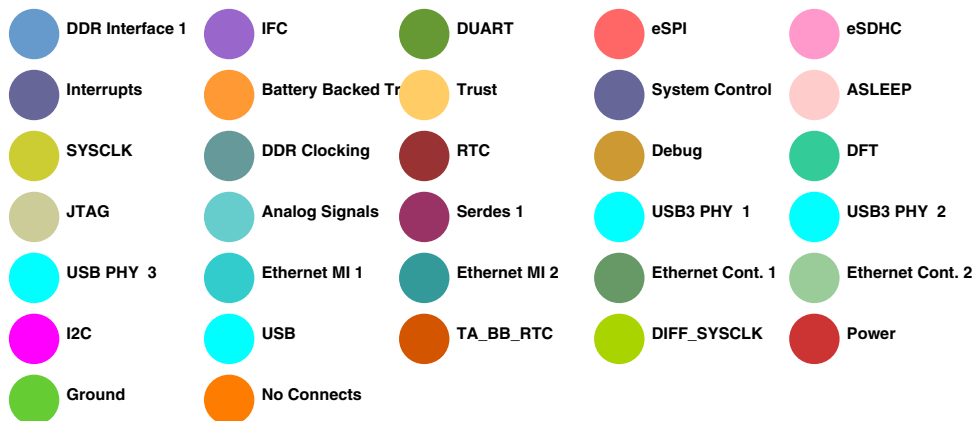 DDR Interface 1 IFC DUART eSPI eSDHC
Interrupts Battery Backed Tr Trust System Control ASLEEP
SYSCLK DDR Clocking RTC Debug DFT
JTAG Analog Signals Serdes 1 USB3 PHY 1 USB3 PHY 2
USB PHY 3 Ethernet MI 1 Ethernet MI 2 Ethernet Cont. 1 Ethernet Cont. 2
I2C USB TA_BB_RTC DIFF_SYSCLK Power
Ground No Connects